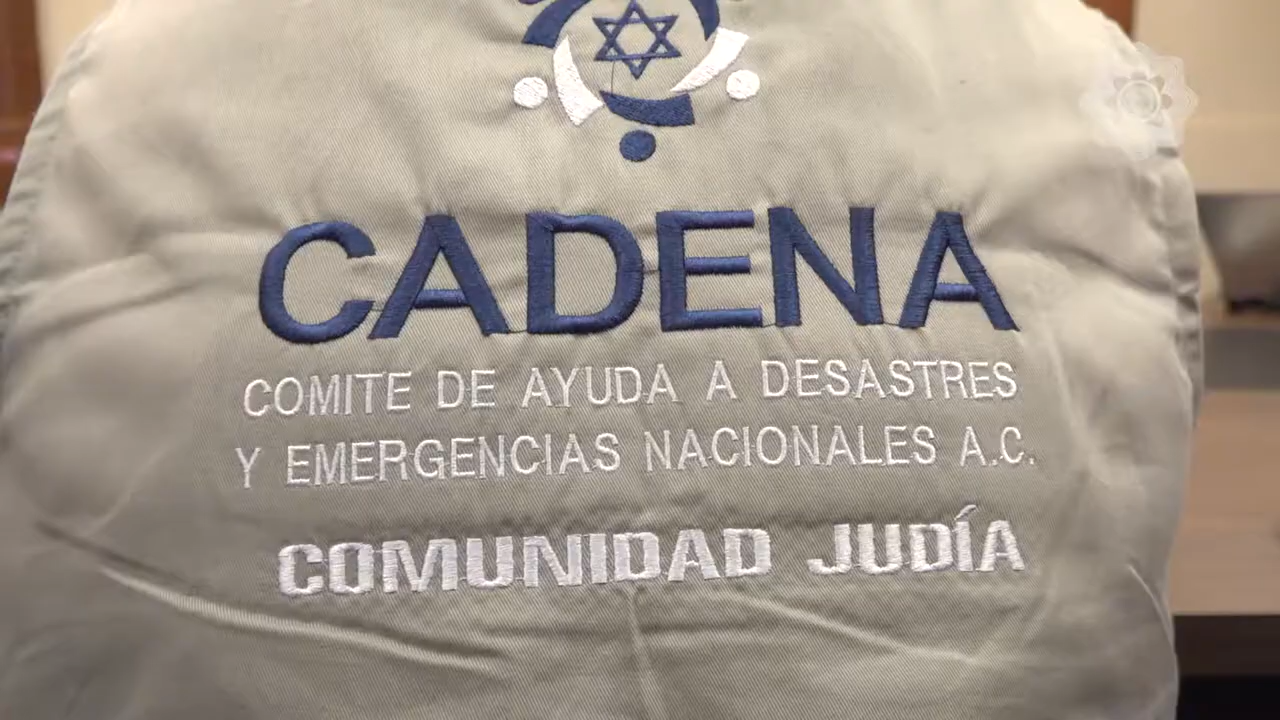 CADENA
COMITE DE AYUDA A DESASTRES
Y EMERGENCIAS NACIONALES A.C.
COMUNIDAD JUDÍA